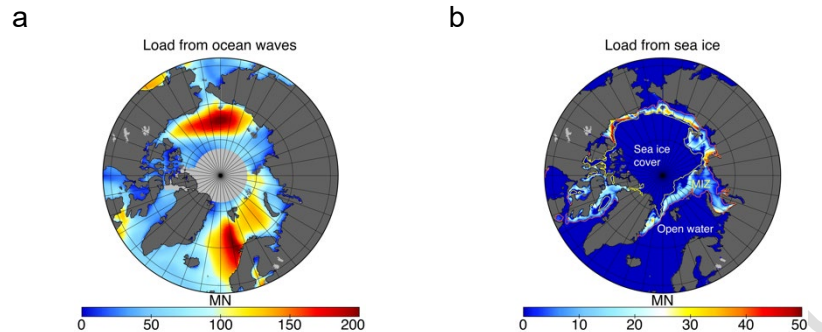 a
Load from ocean waves
MN
0 50 100 150 200
b
Load from sea ice
Sea ice
cover
MIZ
Open water
MN
0 10 20 30 40 50